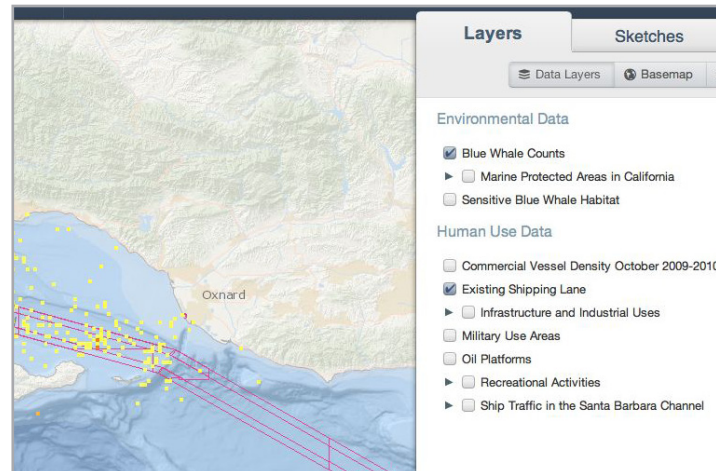 Layers
Sketches
Data Layers
Basemap
Environmental Data
Blue Whale Counts
Marine Protected Areas in California
Sensitive Blue Whale Habitat
Human Use Data
Commercial Vessel Density October 2009-2010
Existing Shipping Lane
Infrastructure and Industrial Uses
Military Use Areas
Oil Platforms
Recreational Activities
Ship Traffic in the Santa Barbara Channel
Oxnard